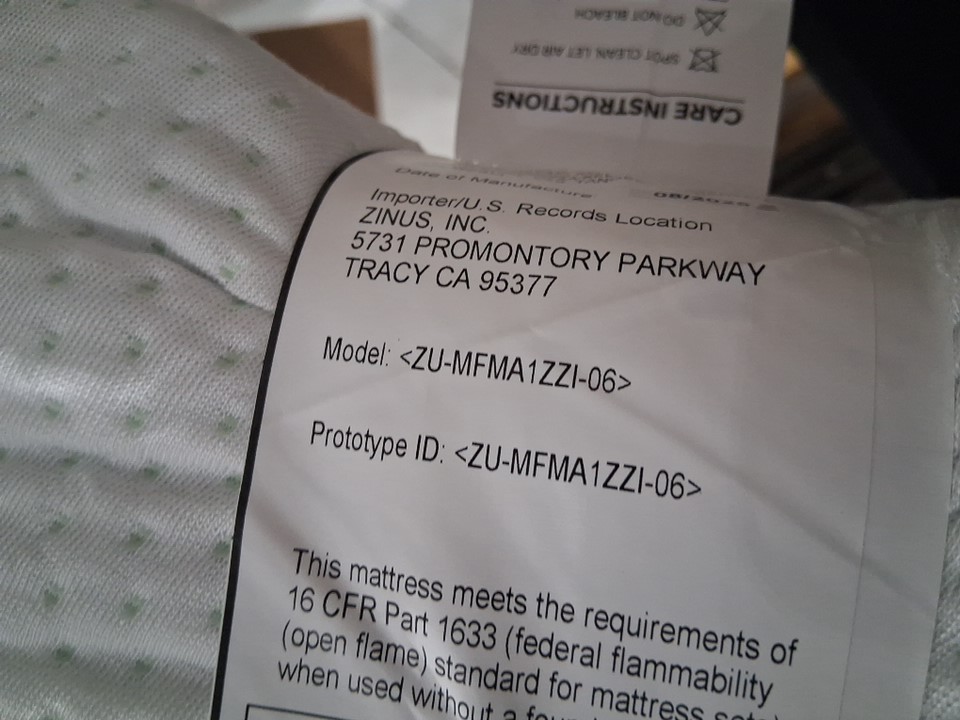 DO NOT BLEACH
SPOT CLEAN. LET AIR DRY
CARE INSTRUCTIONS
Date of Manufacture
Importer/U.S. Records Location
ZINUS, INC.
5731 PROMONTORY PARKWAY
TRACY CA 95377
Model: <ZU-MFMA1ZZI-06>
Prototype ID: <ZU-MFMA1ZZI-06>
This mattress meets the requirements of
16 CFR Part 1633 (federal flammability
(open flame) standard for mattress
when used without a